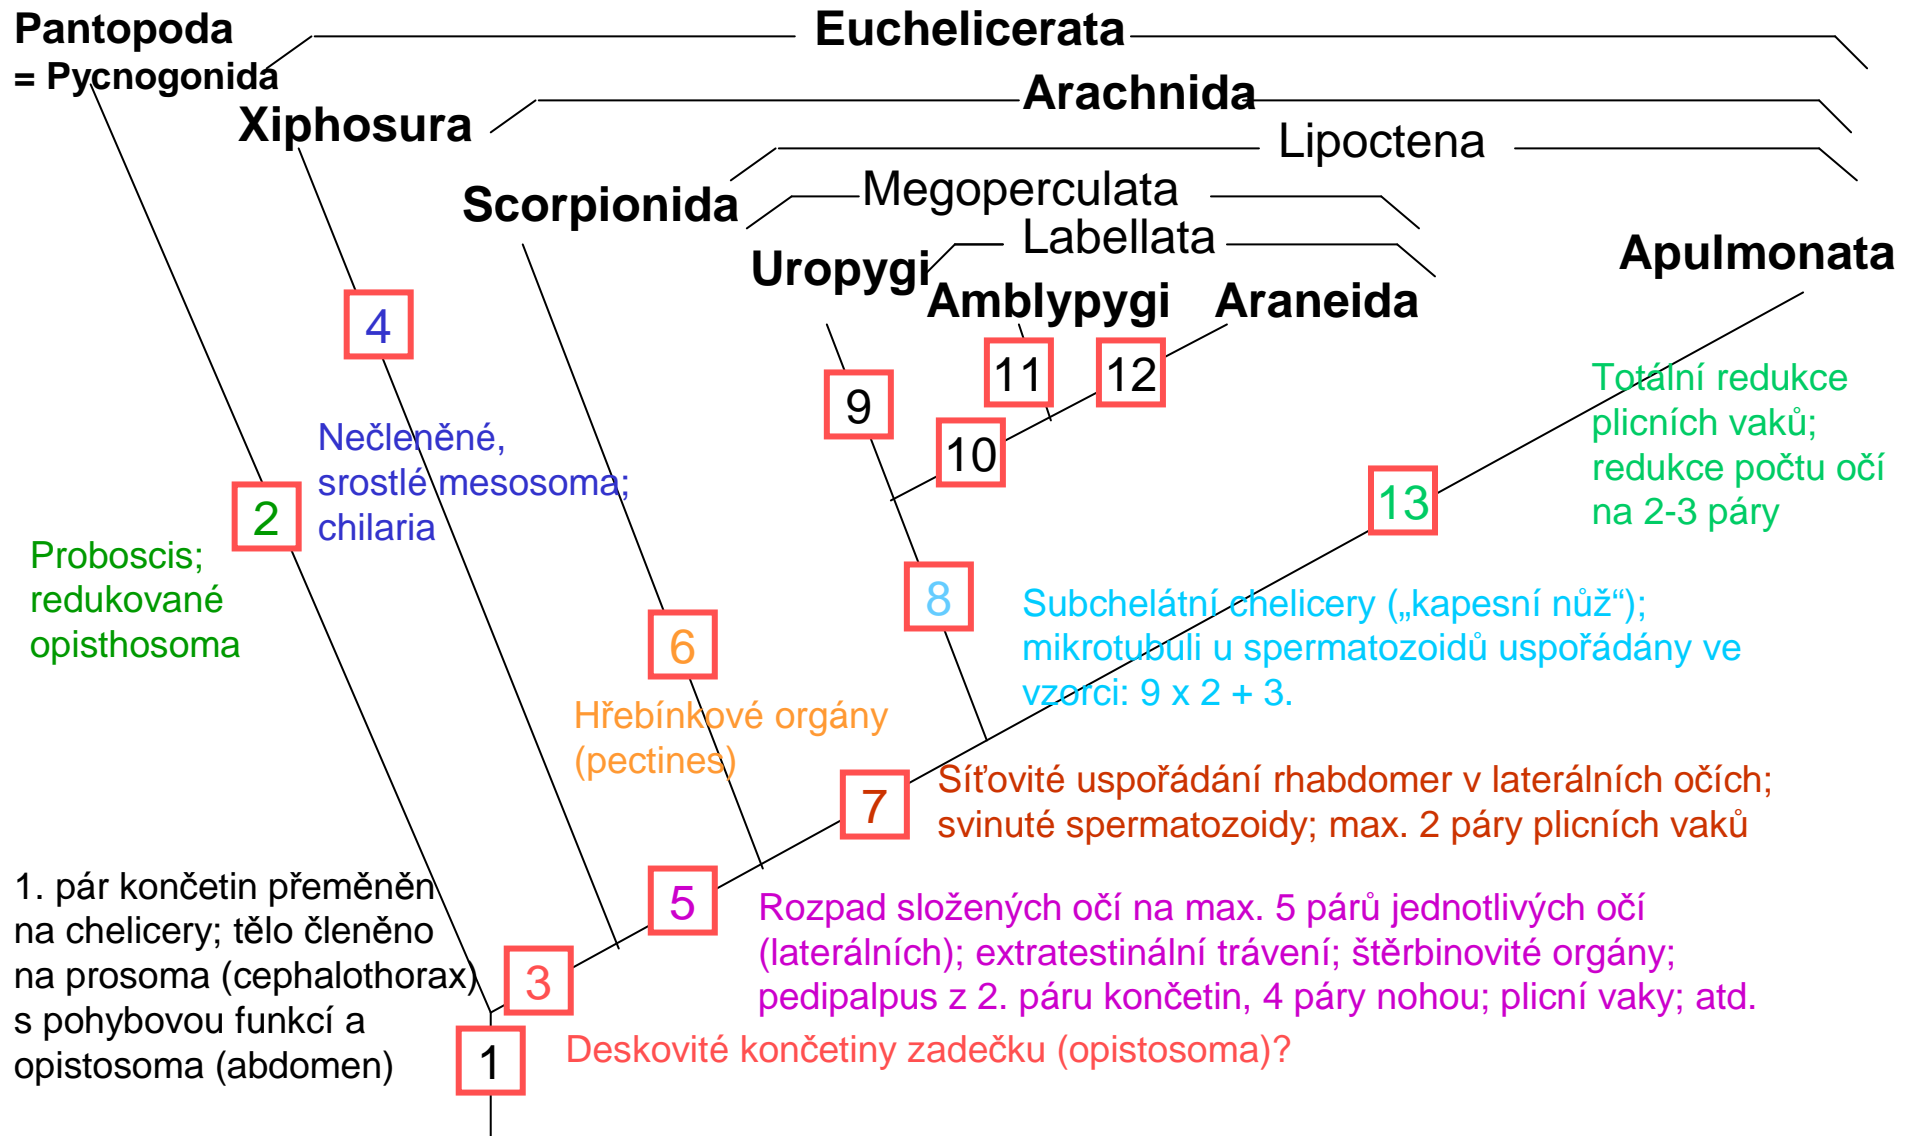 Pantopoda
= Pycnogonida
Euchelicerata
Arachnida
Xiphosura
Lipoctena
Scorpionida
Megoperculata
Labellata
Uropygi
Apulmonata
Amblypygi
Araneida
4
11
12
9
Totální redukce
plicních vaků;
redukce počtu očí
na 2-3 páry
Nečleněné,
srostlé mesosoma;
chilaria
10
13
2
Proboscis;
redukované
opisthosoma
8
Subchelátní chelicery („kapesní nůž“);
mikrotubuli u spermatozoidů uspořádány ve
vzorci: 9 x 2 + 3.
6
Hřebínkové orgány
(pectines)
7
Síťovité uspořádání rhabdomer v laterálních očích;
svinuté spermatozoidy; max. 2 páry plicních vaků
1. pár končetin přeměněn
na chelicery; tělo členěno
na prosoma (cephalothorax)
s pohybovou funkcí a
opistosoma (abdomen)
5
Rozpad složených očí na max. 5 párů jednotlivých očí
(laterálních); extratestinální trávení; štěrbinovité orgány;
pedipalpus z 2. páru končetin, 4 páry nohou; plicní vaky; atd.
3
Deskovité končetiny zadečku (opistosoma)?
1